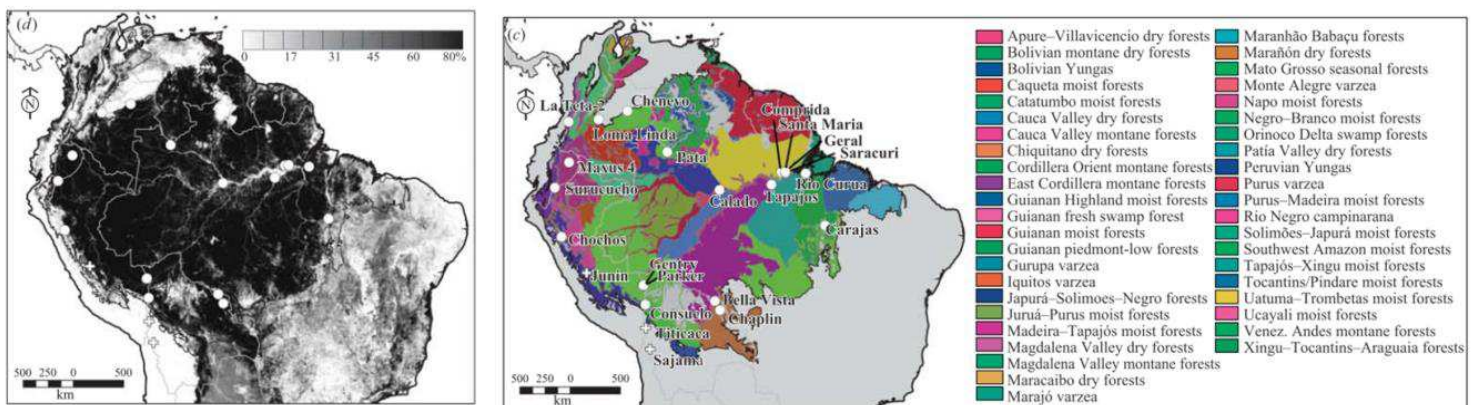 (d)
0 17 31 45 60 80%
N
500 250 0 500
km
(c)
La Teta-2
Chenevo
Loma Linda
Cumprida
Santa Maria
Geral
Saracuri
Pata
Maxus 4
Surucucho
Calado
Tapajos
Rio Curua
Carajas
Chochos
Junin
Gentry
Parker
Consuelo
Titicaca
Sajama
Bella Vista
Chaplin
N
500 250 0 500
km
Apure–Villavicencio dry forests
Bolivian montane dry forests
Bolivian Yungas
Caqueta moist forests
Catatumbo moist forests
Cauca Valley dry forests
Cauca Valley montane forests
Chiquitano dry forests
Cordillera Orient montane forests
East Cordillera montane forests
Guianan Highland moist forests
Guianan fresh swamp forest
Guianan moist forests
Guianan piedmont-low forests
Gurupa varzea
Iquitos varzea
Japurá–Solimoes–Negro forests
Juruá–Purus moist forests
Madeira–Tapajós moist forests
Magdalena Valley dry forests
Magdalena Valley montane forests
Maracaibo dry forests
Marajó varzea
Maranhão Babaçu forests
Marañón dry forests
Mato Grosso seasonal forests
Monte Alegre varzea
Napo moist forests
Negro–Branco moist forests
Orinoco Delta swamp forests
Patía Valley dry forests
Peruvian Yungas
Purus varzea
Purus–Madeira moist forests
Rio Negro campinarana
Solimões–Japurá moist forests
Southwest Amazon moist forests
Tapajós–Xingu moist forests
Tocantins/Pindare moist forests
Uatuma–Trombetas moist forests
Ucayali moist forests
Venez. Andes montane forests
Xingu–Tocantins–Araguaia forests